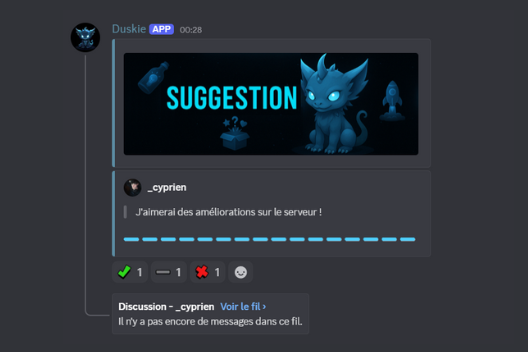 Duskie APP 00:28
SUGGESTION
_cyprien
J'aimerai des améliorations sur le serveur !
1 1 1
Discussion - _cyprien Voir le fil ›
Il n'y a pas encore de messages dans ce fil.